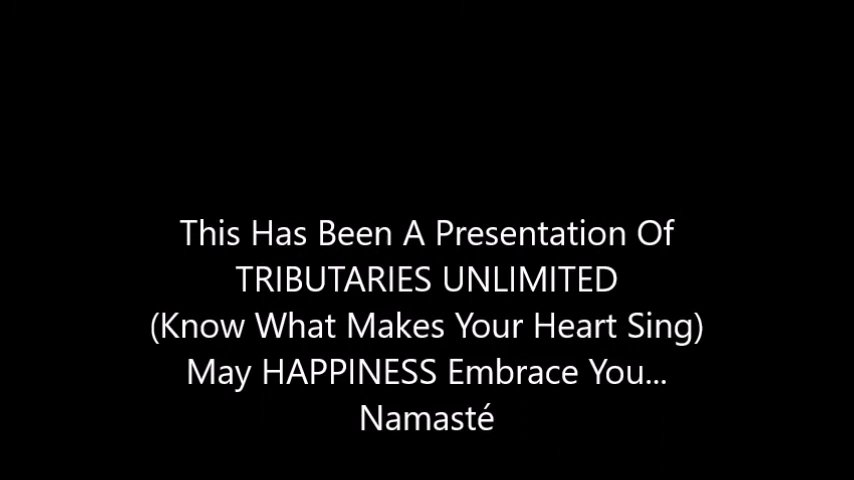 This Has Been A Presentation Of
TRIBUTARIES UNLIMITED
(Know What Makes Your Heart Sing)
May HAPPINESS Embrace You...
Namasté